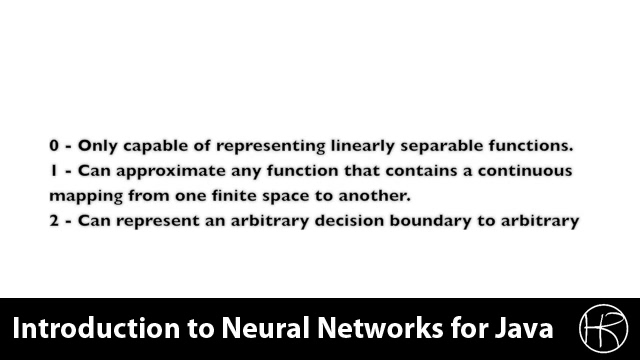 0 - Only capable of representing linearly separable functions.
1 - Can approximate any function that contains a continuous
mapping from one finite space to another.
2 - Can represent an arbitrary decision boundary to arbitrary
Introduction to Neural Networks for Java